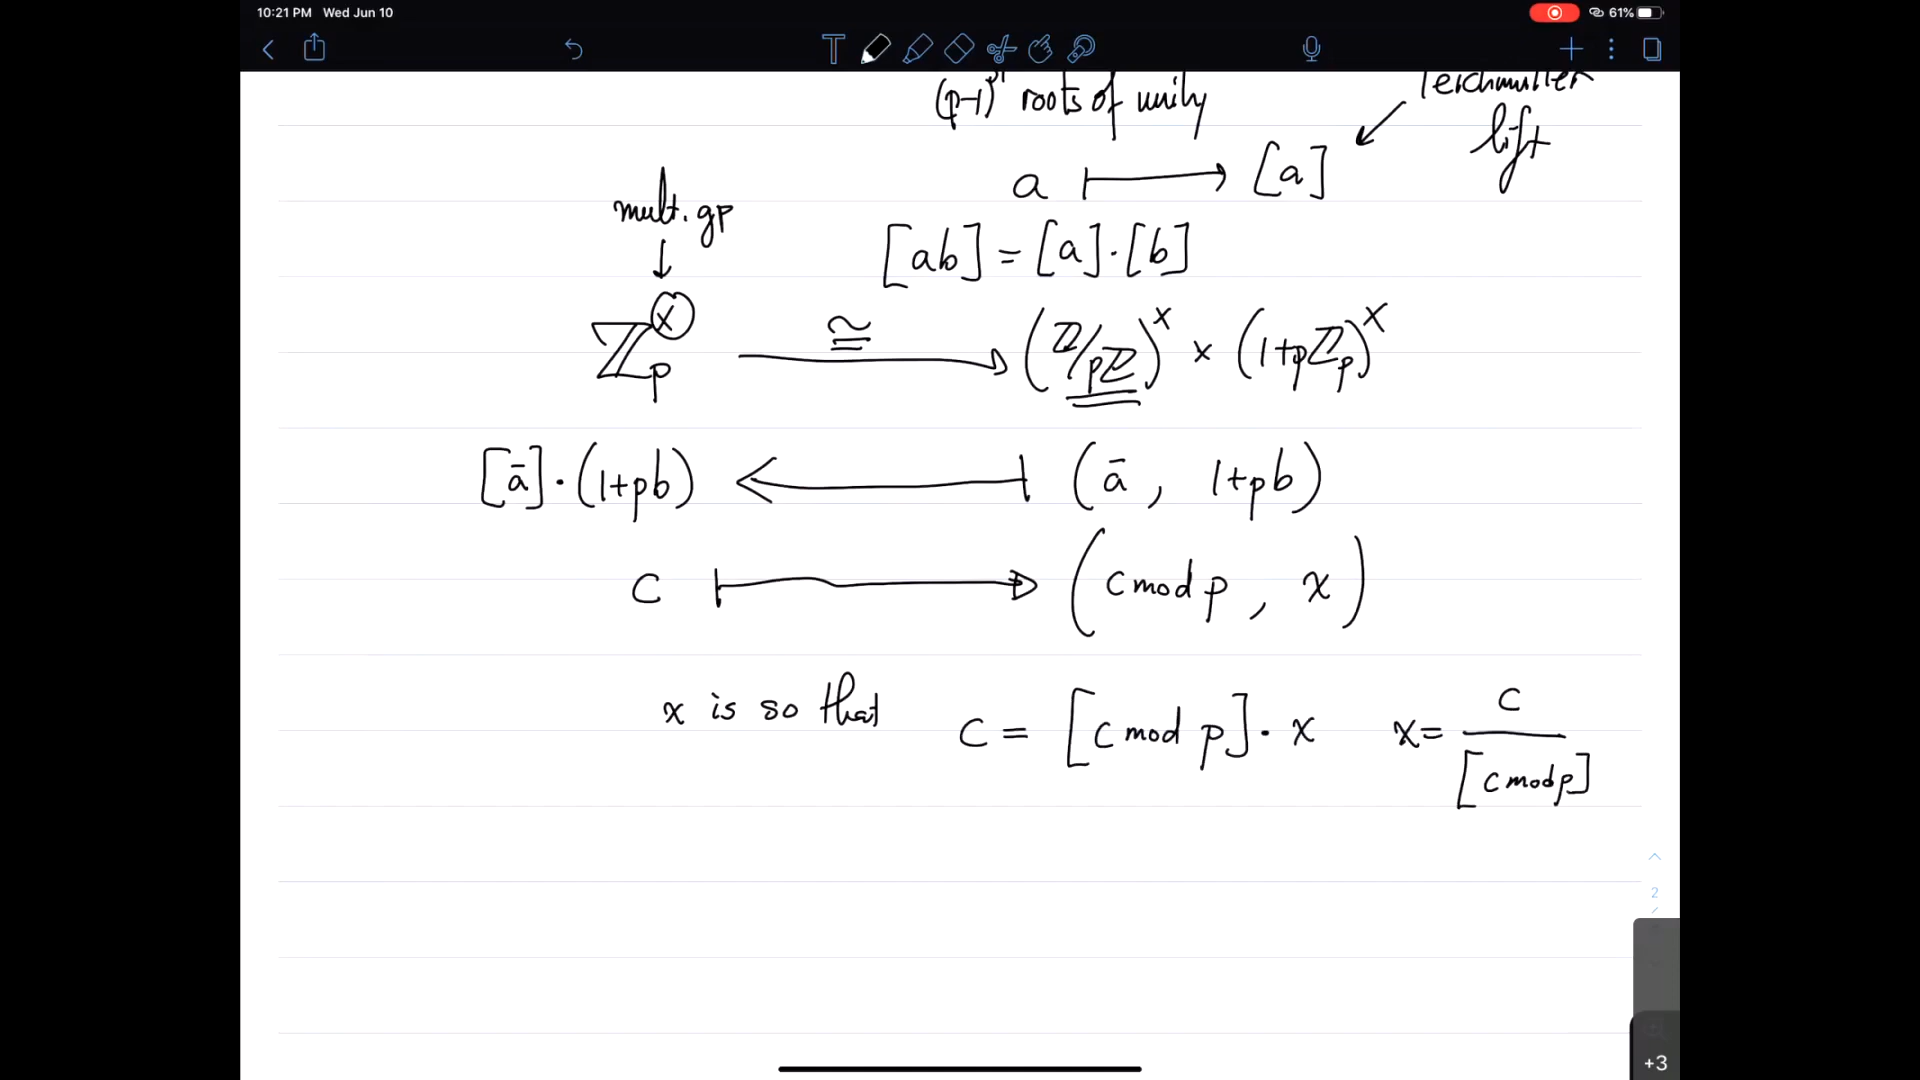 10:21 PM Wed Jun 10
61%
(p-1)st roots of unity
Teichmuller lift
a ⟼ [a]
mult. gp
[ab] = [a]·[b]
ℤp^× ≅ (ℤ/pℤ)^× × (1+pℤp)^×
[ā]·(1+pb) ⟵ (ā, 1+pb)
c ⟼ (c mod p, x)
x is so that c = [c mod p]·x x = c / [c mod p]
2
+3